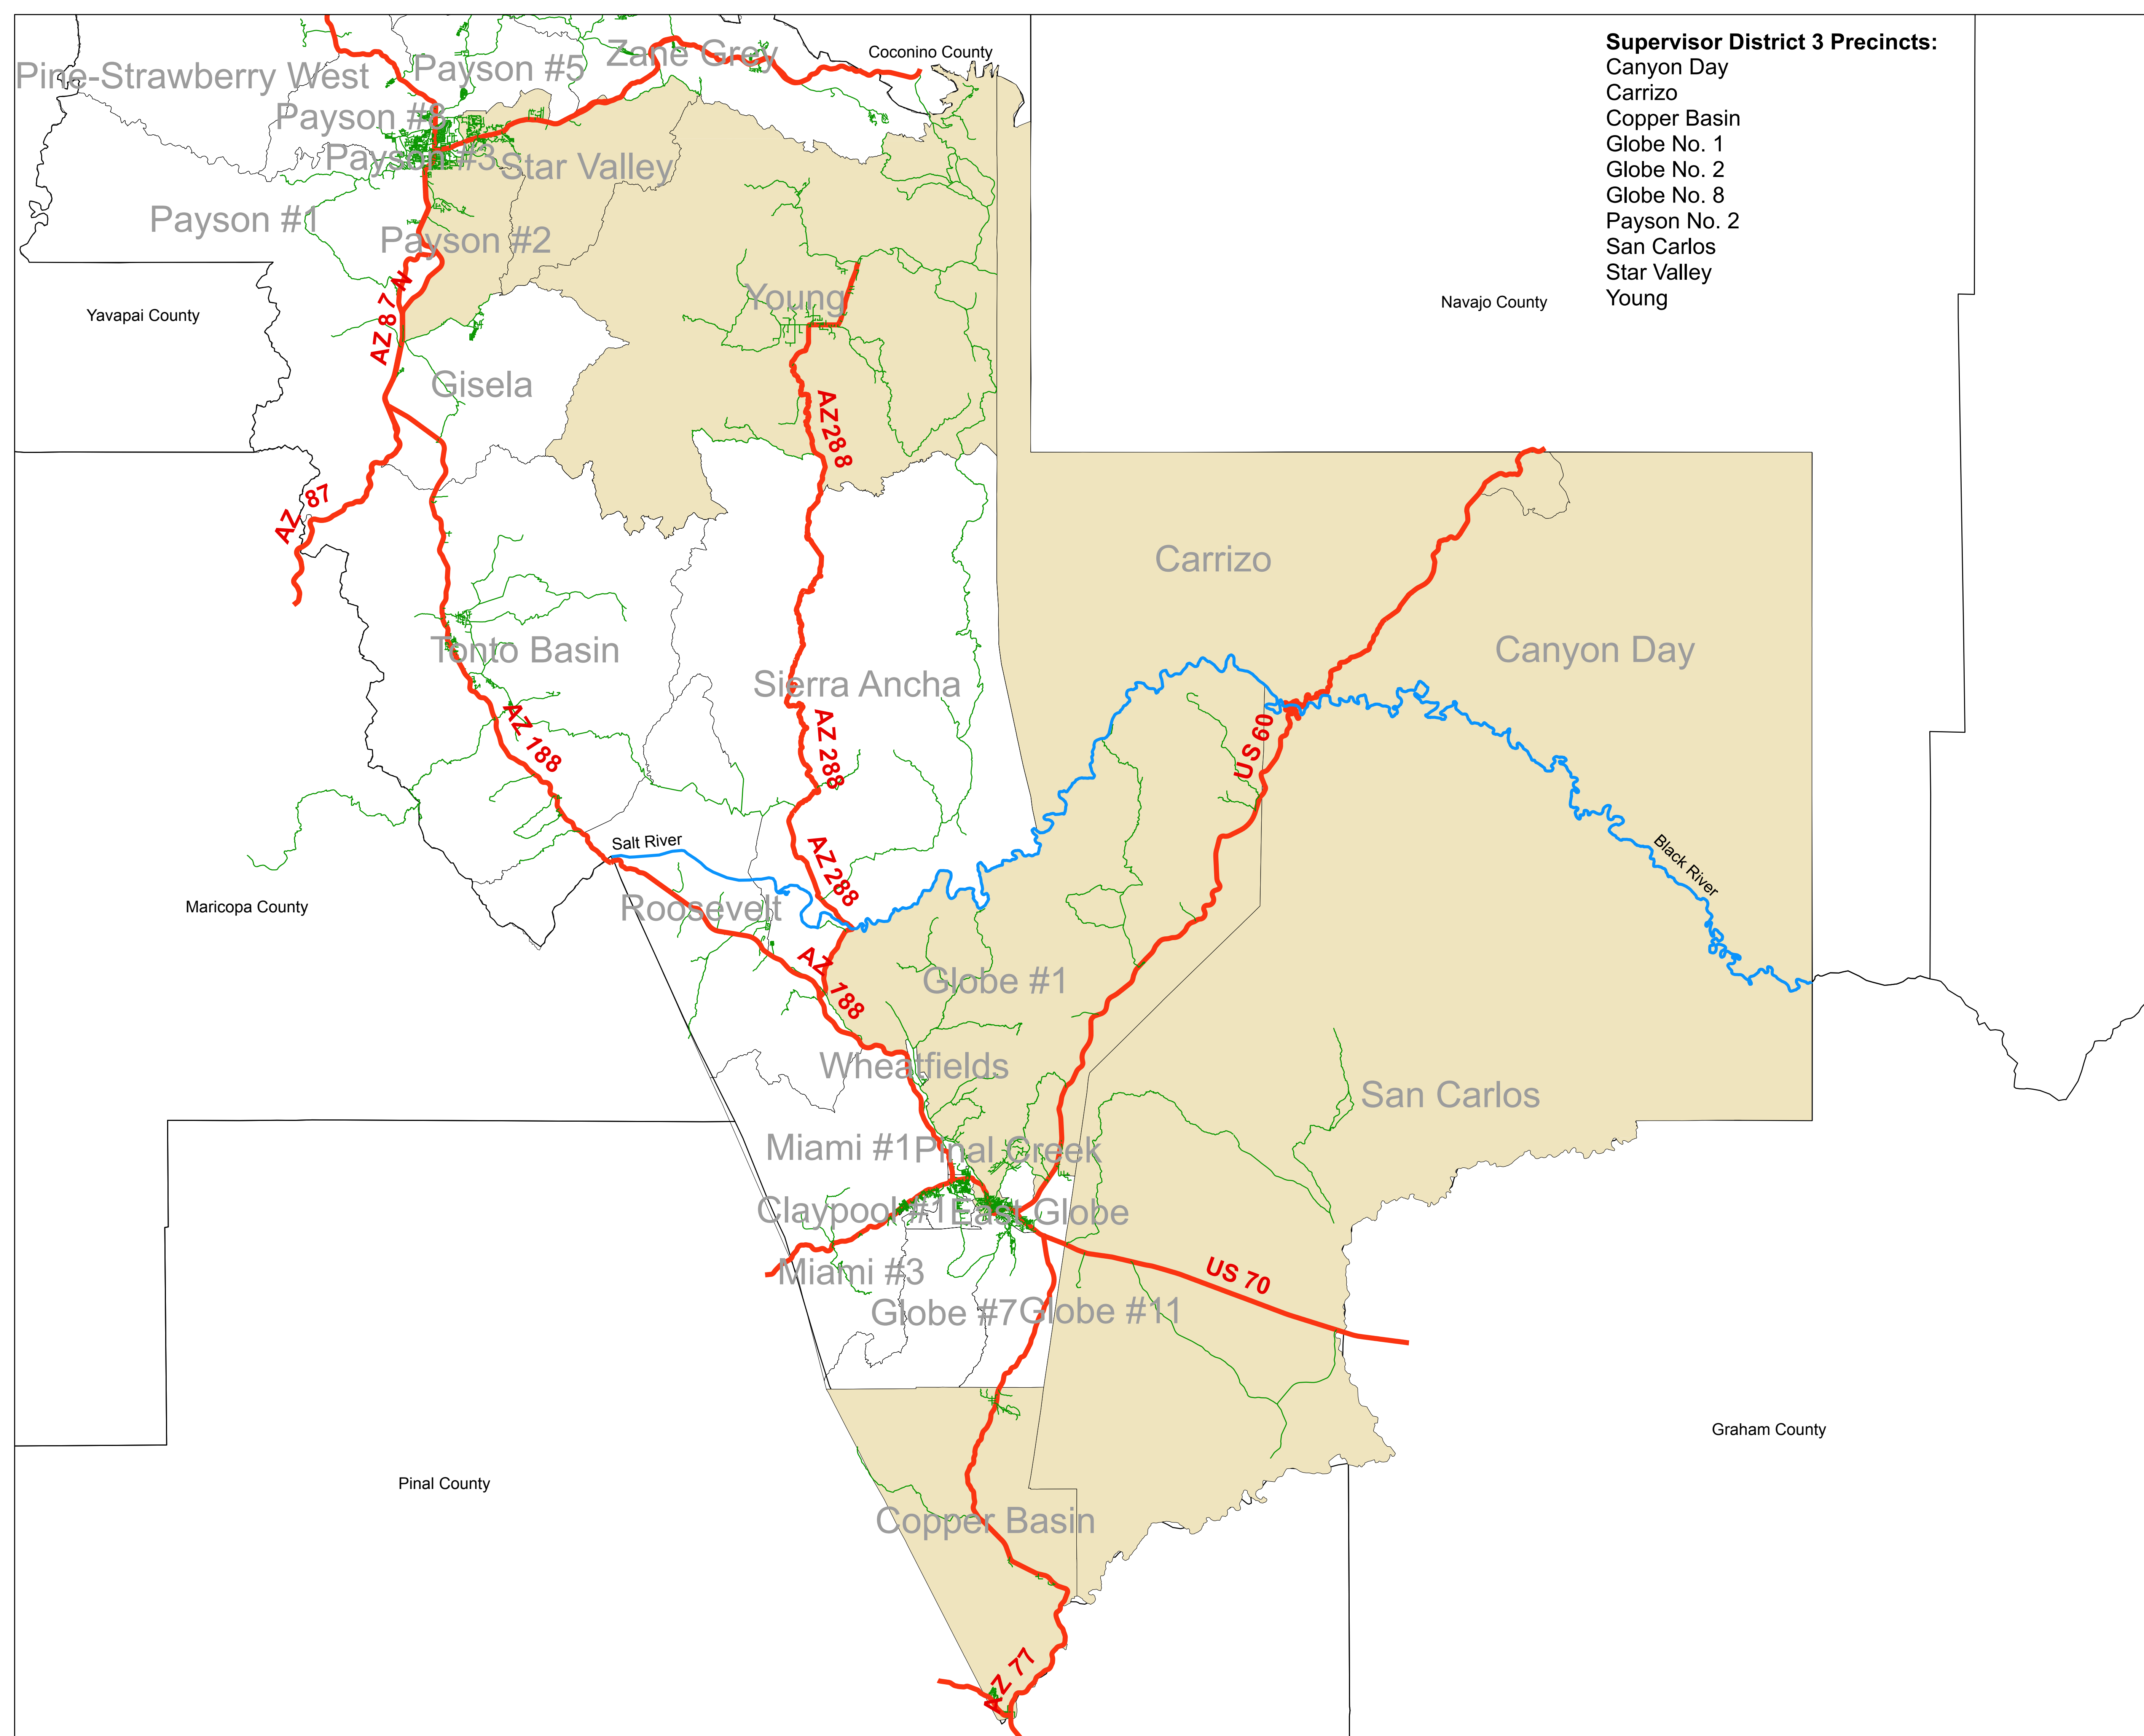 Supervisor District 3 Precincts:
Canyon Day
Carrizo
Copper Basin
Globe No. 1
Globe No. 2
Globe No. 8
Payson No. 2
San Carlos
Star Valley
Young
Coconino County
Zane Grey
Payson #5
Pine-Strawberry West
Payson #8
Payson #3
Star Valley
Payson #1
Payson #2
AZ 87 N
Young
Navajo County
Yavapai County
Gisela
AZ288
AZ 87
Carrizo
Tonto Basin
Canyon Day
Sierra Ancha
AZ 188
AZ 288
US 60
Salt River
AZ288
Black River
Roosevelt
Maricopa County
AZ 188
Globe #1
Wheatfields
San Carlos
Miami #1
Pinal Creek
Claypool #1
East Globe
Miami #3
US 70
Globe #7
Globe #11
Graham County
Pinal County
Copper Basin
AZ 77